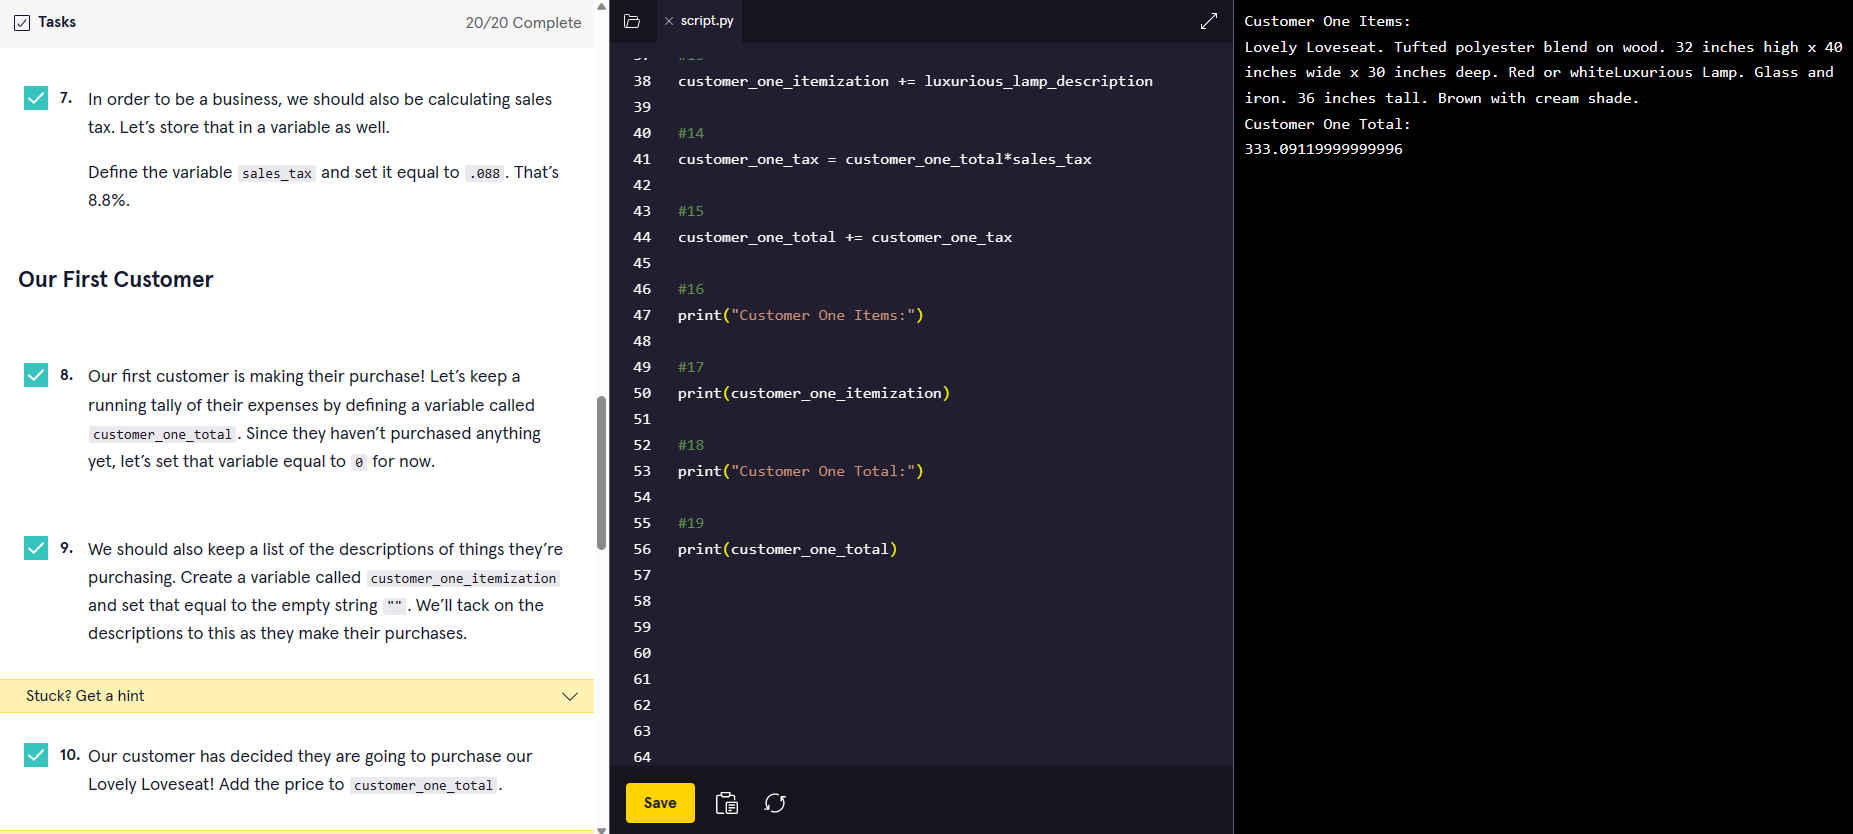 Tasks
20/20 Complete
7. In order to be a business, we should also be calculating sales
tax. Let’s store that in a variable as well.
Define the variable sales_tax and set it equal to .088. That’s
8.8%.
Our First Customer
8. Our first customer is making their purchase! Let’s keep a
running tally of their expenses by defining a variable called
customer_one_total. Since they haven’t purchased anything
yet, let’s set that variable equal to 0 for now.
9. We should also keep a list of the descriptions of things they’re
purchasing. Create a variable called customer_one_itemization
and set that equal to the empty string "". We’ll tack on the
descriptions to this as they make their purchases.
Stuck? Get a hint
10. Our customer has decided they are going to purchase our
Lovely Loveseat! Add the price to customer_one_total.
script.py
38 customer_one_itemization += luxurious_lamp_description
39
40 #14
41 customer_one_tax = customer_one_total*sales_tax
42
43 #15
44 customer_one_total += customer_one_tax
45
46 #16
47 print("Customer One Items:")
48
49 #17
50 print(customer_one_itemization)
51
52 #18
53 print("Customer One Total:")
54
55 #19
56 print(customer_one_total)
57
58
59
60
61
62
63
64
Save
Customer One Items:
Lovely Loveseat. Tufted polyester blend on wood. 32 inches high x 40
inches wide x 30 inches deep. Red or whiteLuxurious Lamp. Glass and
iron. 36 inches tall. Brown with cream shade.
Customer One Total:
333.09119999999996